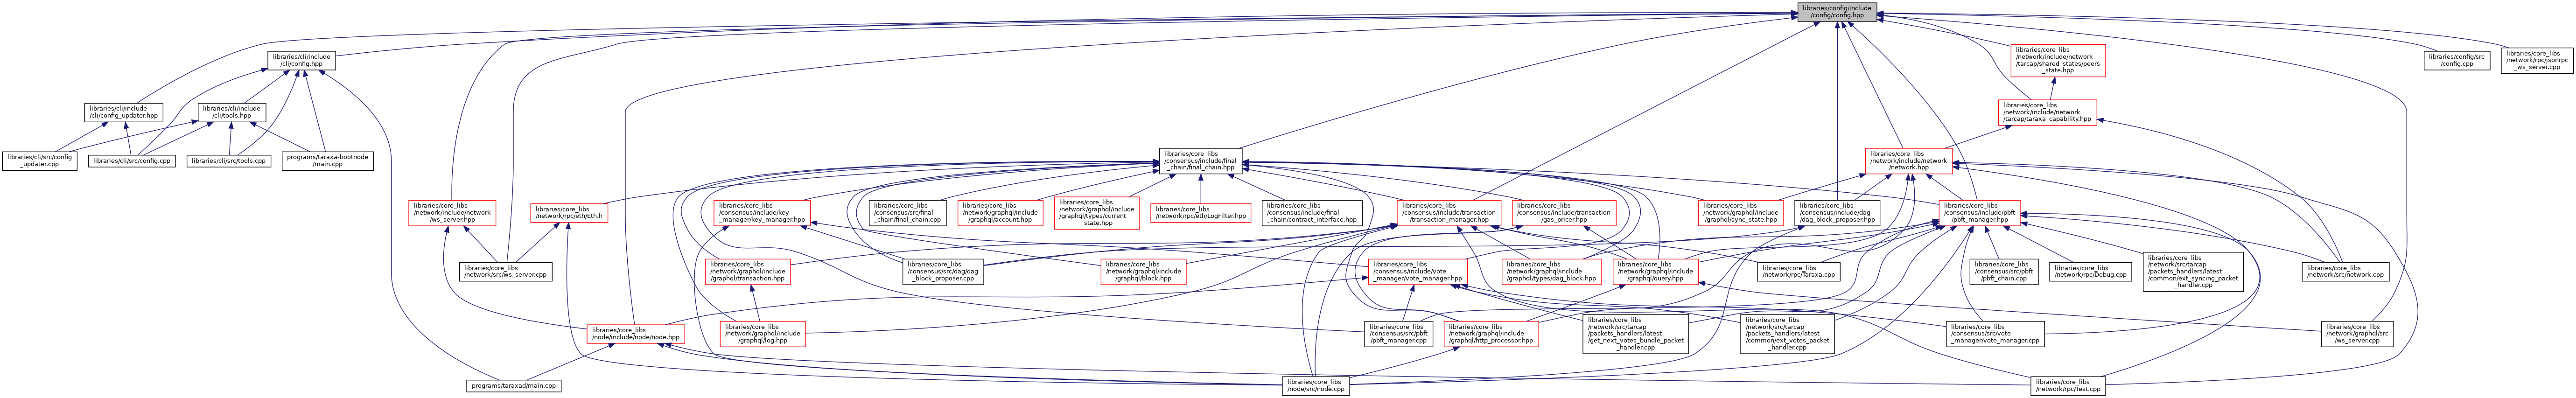 libraries/config/include
/config/config.hpp
libraries/core_libs
/network/include/network
/tarcap/shared_states/peers
_state.hpp
libraries/config/src
/config.cpp
libraries/core_libs
/network/rpc/jsonrpc
_ws_server.cpp
libraries/cli/include
/cli/config.hpp
libraries/cli/include
/cli/config_updater.hpp
libraries/cli/include
/cli/tools.hpp
libraries/core_libs
/network/include/network
/tarcap/taraxa_capability.hpp
libraries/cli/src/config
_updater.cpp
libraries/cli/src/config.cpp
libraries/cli/src/tools.cpp
programs/taraxa-bootnode
/main.cpp
libraries/core_libs
/consensus/include/final
_chain/final_chain.hpp
libraries/core_libs
/network/include/network
/network.hpp
libraries/core_libs
/network/include/network
/ws_server.hpp
libraries/core_libs
/network/rpc/eth/Eth.h
libraries/core_libs
/consensus/include/key
_manager/key_manager.hpp
libraries/core_libs
/consensus/src/final
_chain/final_chain.cpp
libraries/core_libs
/network/graphql/include
/graphql/account.hpp
libraries/core_libs
/network/graphql/include
/graphql/types/current
_state.hpp
libraries/core_libs
/network/rpc/eth/LogFilter.hpp
libraries/core_libs
/consensus/include/final
_chain/contract_interface.hpp
libraries/core_libs
/consensus/include/transaction
/transaction_manager.hpp
libraries/core_libs
/consensus/include/transaction
/gas_pricer.hpp
libraries/core_libs
/network/graphql/include
/graphql/sync_state.hpp
libraries/core_libs
/consensus/include/dag
/dag_block_proposer.hpp
libraries/core_libs
/consensus/include/pbft
/pbft_manager.hpp
libraries/core_libs
/network/src/ws_server.cpp
libraries/core_libs
/network/graphql/include
/graphql/transaction.hpp
libraries/core_libs
/consensus/src/dag/dag
_block_proposer.cpp
libraries/core_libs
/network/graphql/include
/graphql/block.hpp
libraries/core_libs
/consensus/include/vote
_manager/vote_manager.hpp
libraries/core_libs
/network/graphql/include
/graphql/types/dag_block.hpp
libraries/core_libs
/network/graphql/include
/graphql/query.hpp
libraries/core_libs
/network/rpc/Taraxa.cpp
libraries/core_libs
/consensus/src/pbft
/pbft_chain.cpp
libraries/core_libs
/network/rpc/Debug.cpp
libraries/core_libs
/network/src/tarcap
/packets_handlers/latest
/common/ext_syncing_packet
_handler.cpp
libraries/core_libs
/network/src/network.cpp
libraries/core_libs
/node/include/node/node.hpp
libraries/core_libs
/network/graphql/include
/graphql/log.hpp
libraries/core_libs
/consensus/src/pbft
/pbft_manager.cpp
libraries/core_libs
/network/graphql/include
/graphql/http_processor.hpp
libraries/core_libs
/network/src/tarcap
/packets_handlers/latest
/get_next_votes_bundle_packet
_handler.cpp
libraries/core_libs
/network/src/tarcap
/packets_handlers/latest
/common/ext_votes_packet
_handler.cpp
libraries/core_libs
/consensus/src/vote
_manager/vote_manager.cpp
libraries/core_libs
/network/graphql/src
/ws_server.cpp
programs/taraxad/main.cpp
libraries/core_libs
/node/src/node.cpp
libraries/core_libs
/network/rpc/Test.cpp